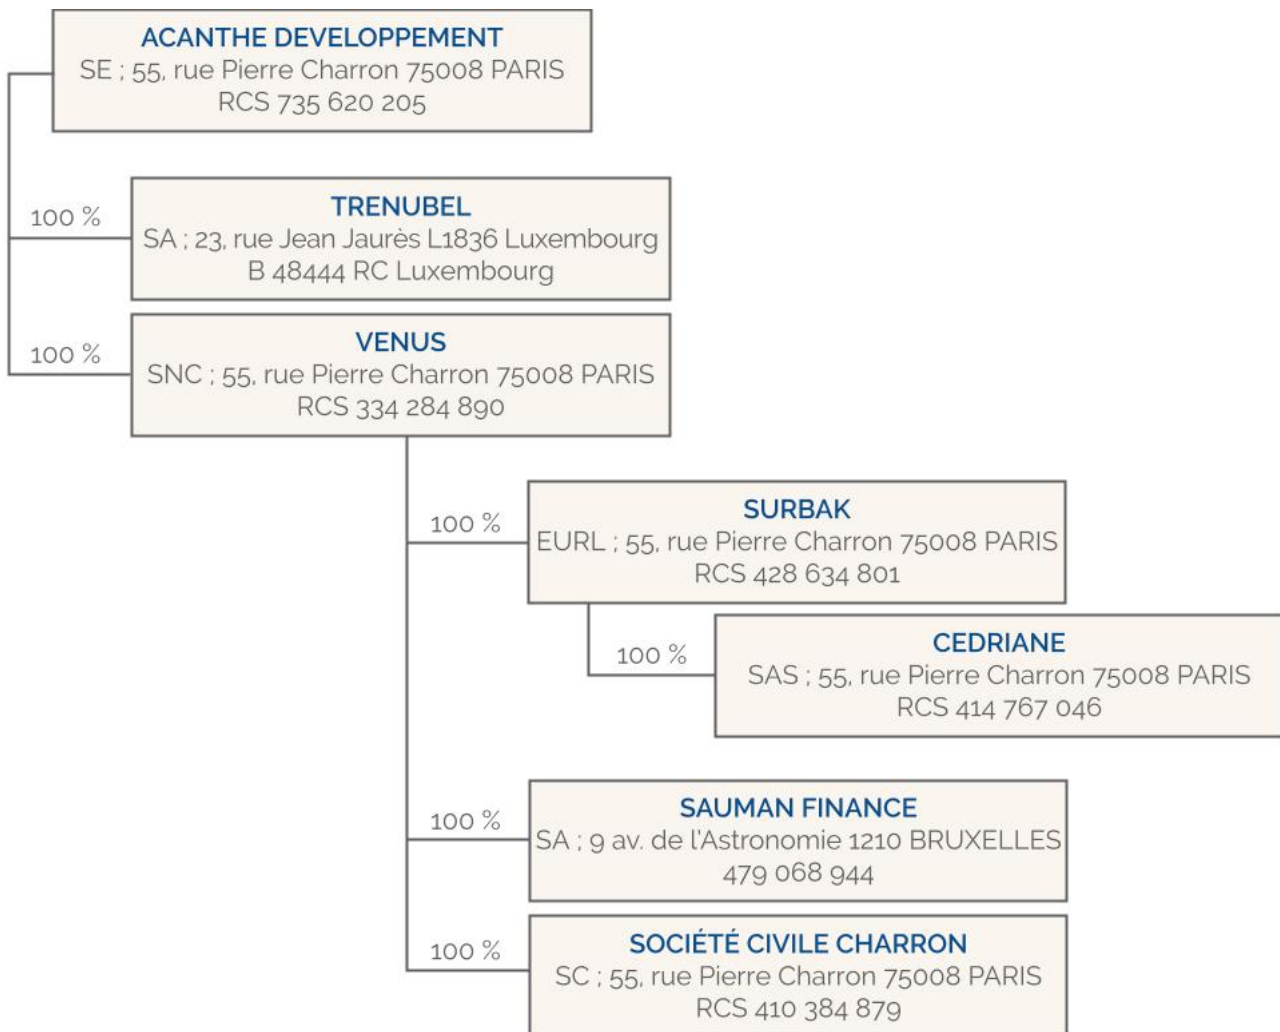 ACANTHE DEVELOPPEMENT
SE ; 55, rue Pierre Charron 75008 PARIS
RCS 735 620 205
100 %
TRENUBEL
SA ; 23, rue Jean Jaurès L1836 Luxembourg
B 48444 RC Luxembourg
100 %
VENUS
SNC ; 55, rue Pierre Charron 75008 PARIS
RCS 334 284 890
100 %
SURBAK
EURL ; 55, rue Pierre Charron 75008 PARIS
RCS 428 634 801
100 %
CEDRIANE
SAS ; 55, rue Pierre Charron 75008 PARIS
RCS 414 767 046
100 %
SAUMAN FINANCE
SA ; 9 av. de l'Astronomie 1210 BRUXELLES
479 068 944
100 %
SOCIÉTÉ CIVILE CHARRON
SC ; 55, rue Pierre Charron 75008 PARIS
RCS 410 384 879